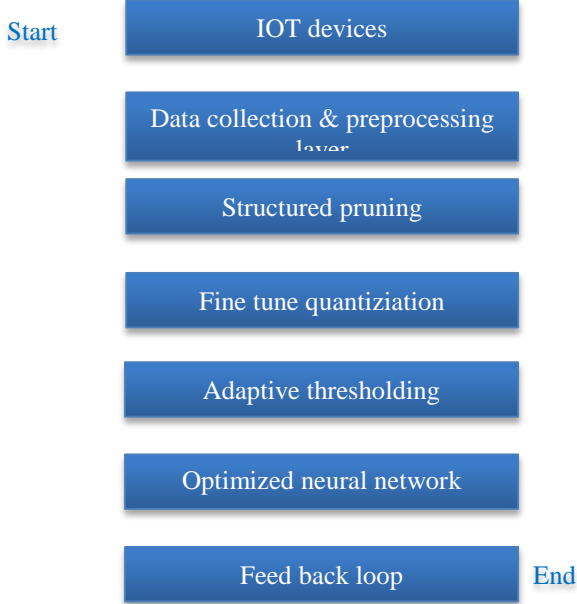 Start
IOT devices
Data collection & preprocessing
layer
Structured pruning
Fine tune quantiziation
Adaptive thresholding
Optimized neural network
Feed back loop
End